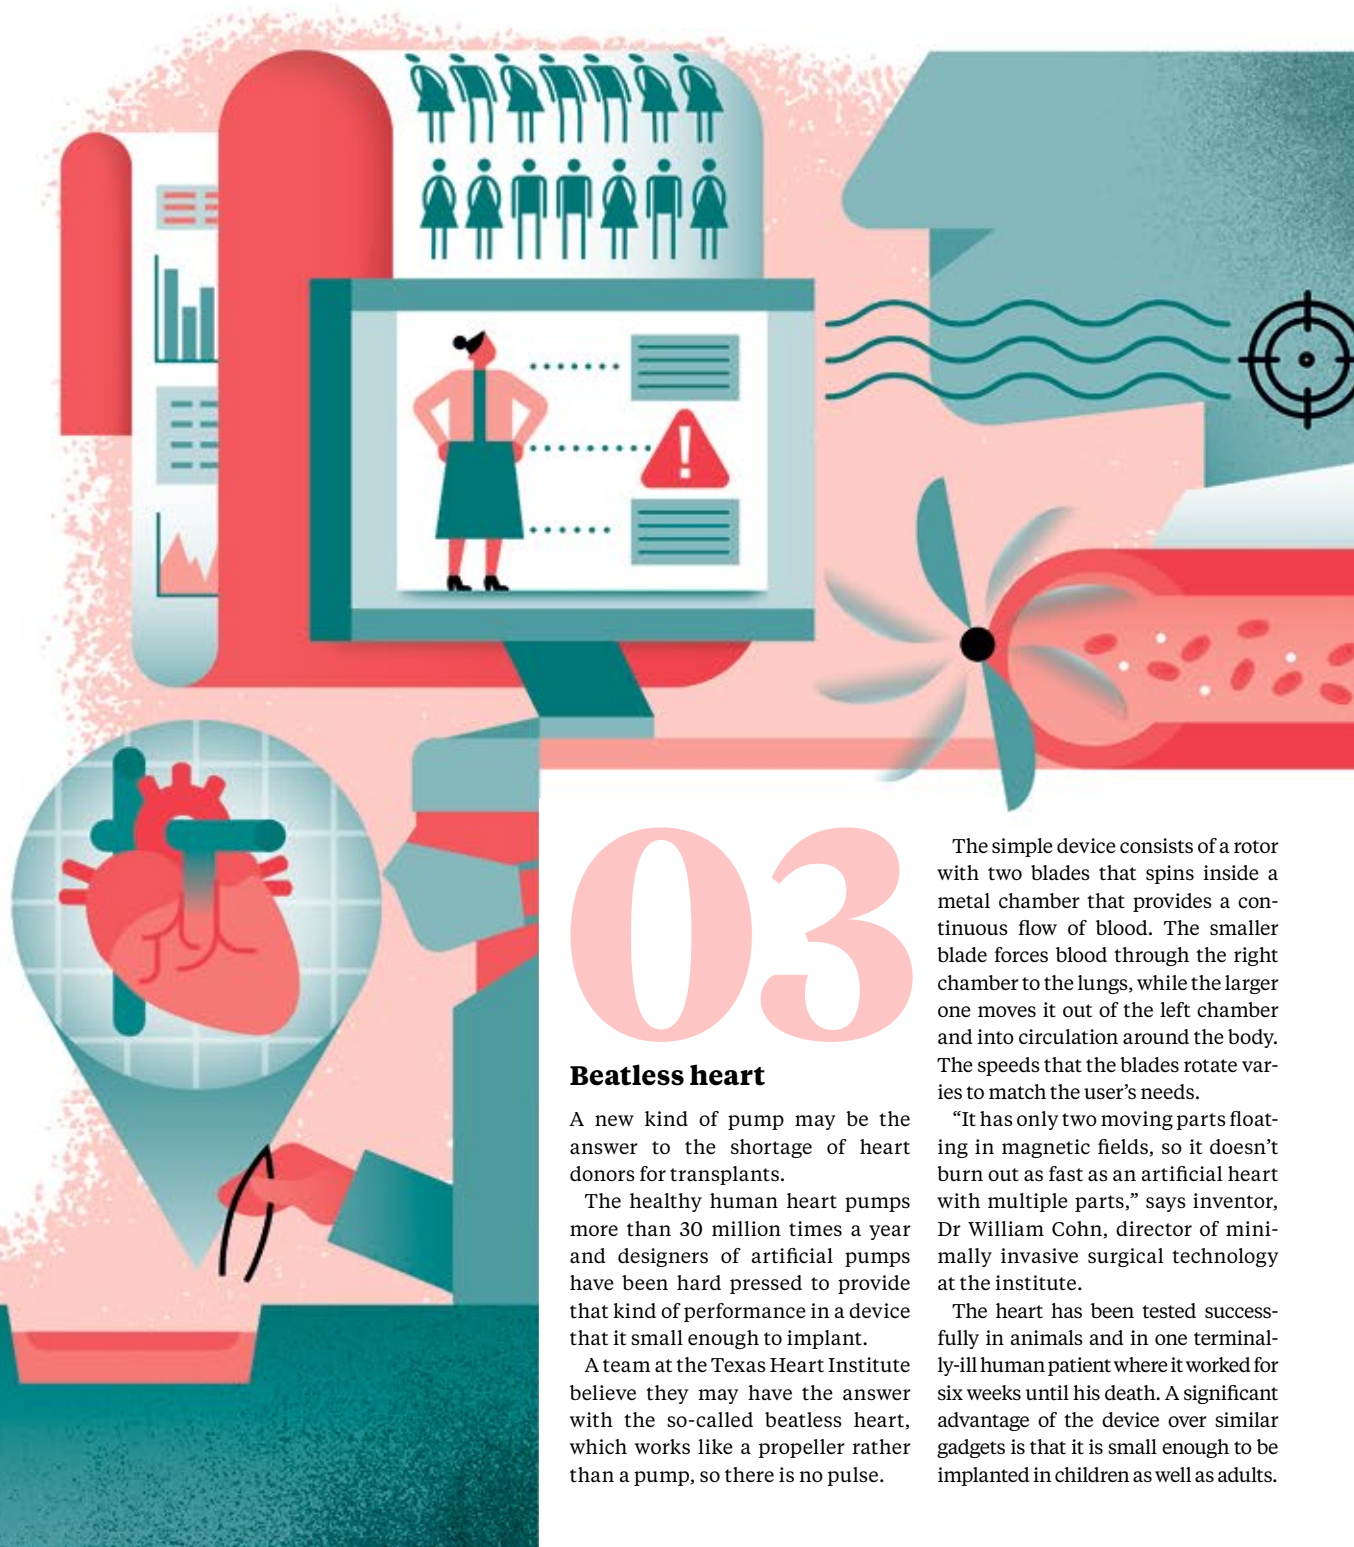 !
03
Beatless heart
A new kind of pump may be the
answer to the shortage of heart
donors for transplants.
The healthy human heart pumps
more than 30 million times a year
and designers of artificial pumps
have been hard pressed to provide
that kind of performance in a device
that it small enough to implant.
A team at the Texas Heart Institute
believe they may have the answer
with the so-called beatless heart,
which works like a propeller rather
than a pump, so there is no pulse.
The simple device consists of a rotor
with two blades that spins inside a
metal chamber that provides a con-
tinuous flow of blood. The smaller
blade forces blood through the right
chamber to the lungs, while the larger
one moves it out of the left chamber
and into circulation around the body.
The speeds that the blades rotate var-
ies to match the user’s needs.
“It has only two moving parts float-
ing in magnetic fields, so it doesn’t
burn out as fast as an artificial heart
with multiple parts,” says inventor,
Dr William Cohn, director of mini-
mally invasive surgical technology
at the institute.
The heart has been tested success-
fully in animals and in one terminal-
ly-ill human patient where it worked for
six weeks until his death. A significant
advantage of the device over similar
gadgets is that it is small enough to be
implanted in children as well as adults.